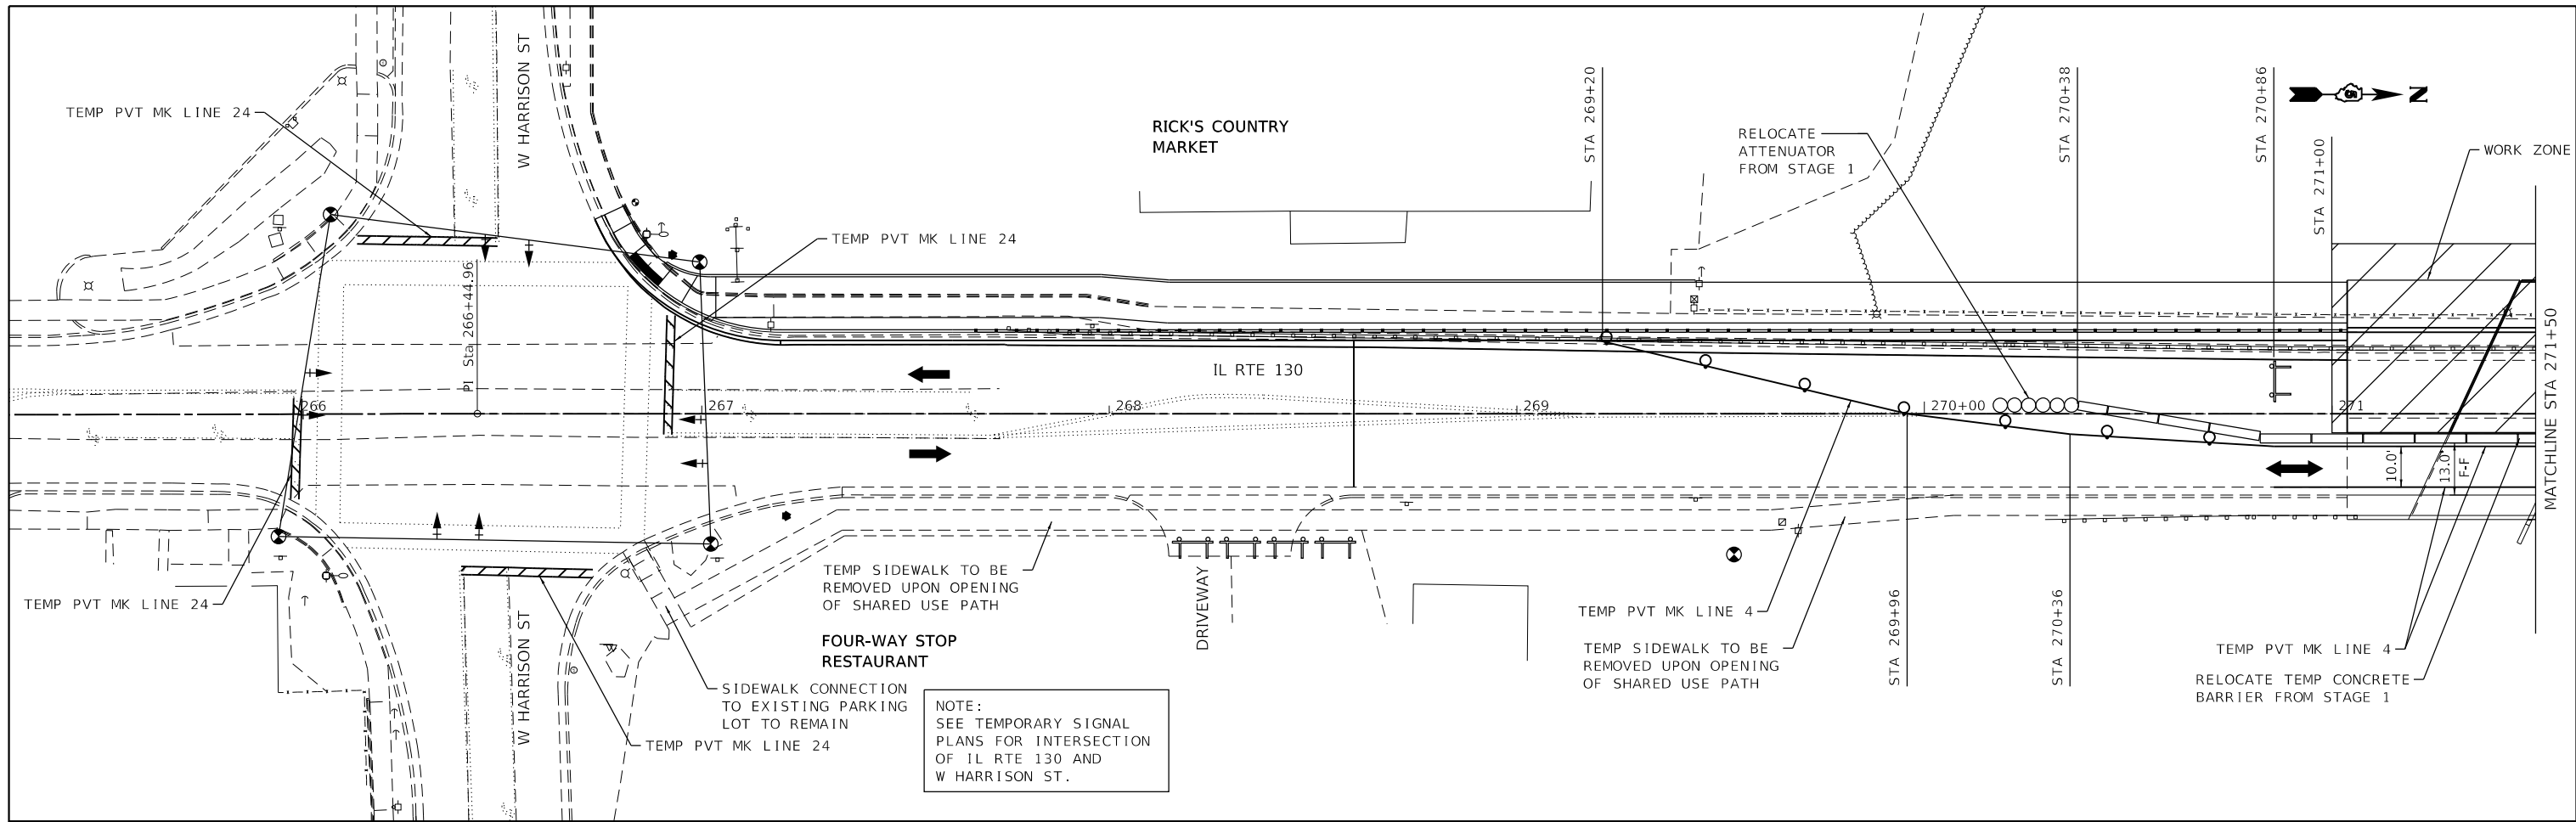 TEMP PVT MK LINE 24
W HARRISON ST
PI Sta 266+44.96
TEMP PVT MK LINE 24
RICK'S COUNTRY
MARKET
STA 269+20
RELOCATE
ATTENUATOR
FROM STAGE 1
STA 270+38
STA 270+86
N
STA 271+00
WORK ZONE
MATCHLINE STA 271+50
IL RTE 130
266
267
268
269
270+00
271
10.0'
13.0'
F-F
TEMP PVT MK LINE 24
W HARRISON ST
TEMP SIDEWALK TO BE
REMOVED UPON OPENING
OF SHARED USE PATH
FOUR-WAY STOP
RESTAURANT
SIDEWALK CONNECTION
TO EXISTING PARKING
LOT TO REMAIN
TEMP PVT MK LINE 24
NOTE:
SEE TEMPORARY SIGNAL
PLANS FOR INTERSECTION
OF IL RTE 130 AND
W HARRISON ST.
DRIVEWAY
TEMP PVT MK LINE 4
TEMP SIDEWALK TO BE
REMOVED UPON OPENING
OF SHARED USE PATH
STA 269+96
STA 270+36
TEMP PVT MK LINE 4
RELOCATE TEMP CONCRETE
BARRIER FROM STAGE 1